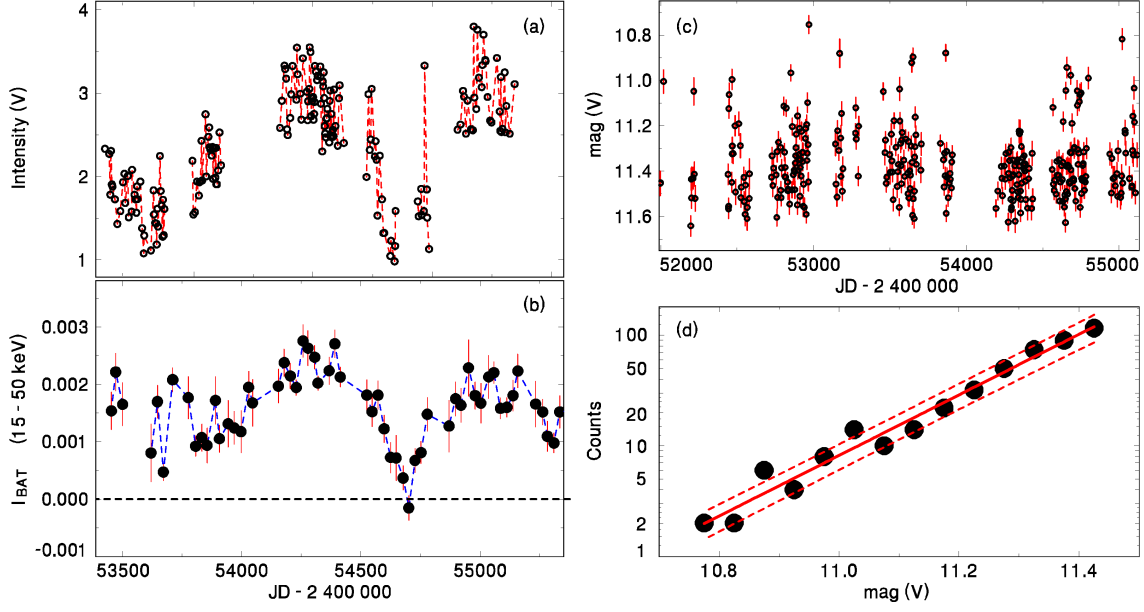 4
3
2
1
Intensity (V)
(a)
0.003
0.002
0.001
0.000
-0.001
I BAT (15 - 50 keV)
(b)
53500 54000 54500 55000
JD - 2 400 000
10.8
11.0
11.2
11.4
11.6
mag (V)
(c)
52000 53000 54000 55000
JD - 2 400 000
100
50
20
10
5
2
1
Counts
(d)
10.8 11.0 11.2 11.4
mag (V)